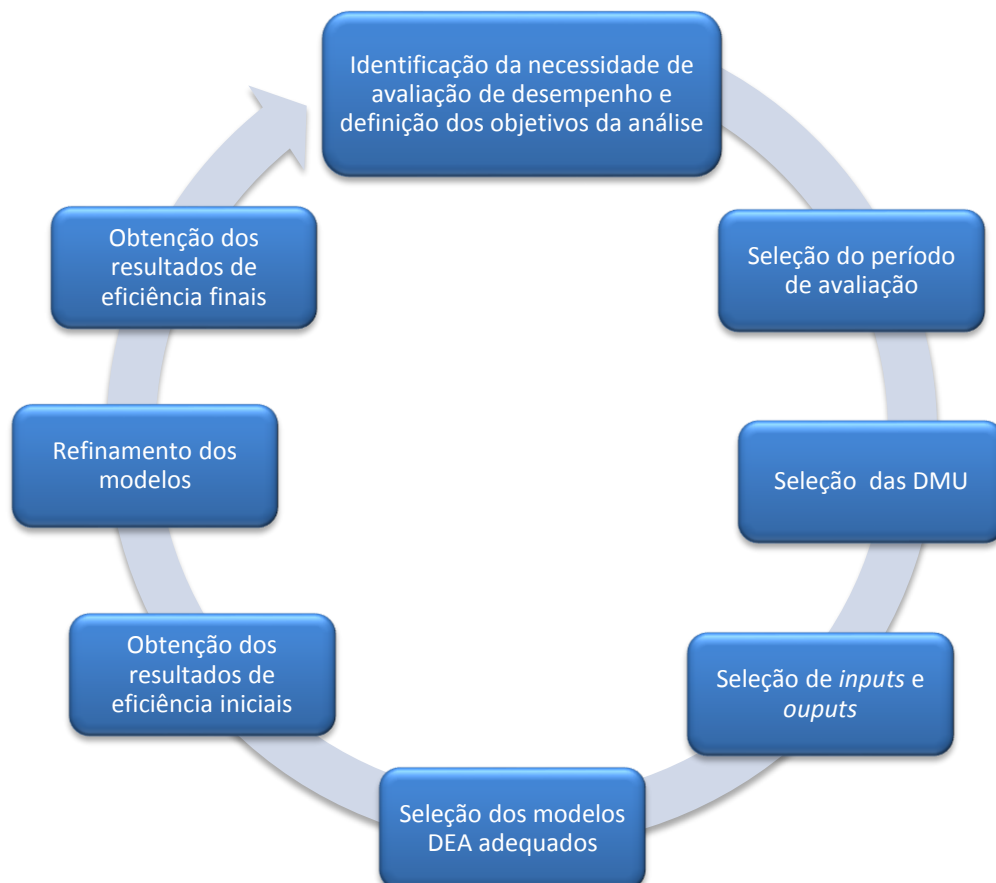 Identificação da necessidade de
avaliação de desempenho e
definição dos objetivos da análise
Seleção do período
de avaliação
Seleção das DMU
Seleção de inputs e
ouputs
Seleção dos modelos
DEA adequados
Obtenção dos
resultados de
eficiência iniciais
Refinamento dos
modelos
Obtenção dos
resultados de
eficiência finais